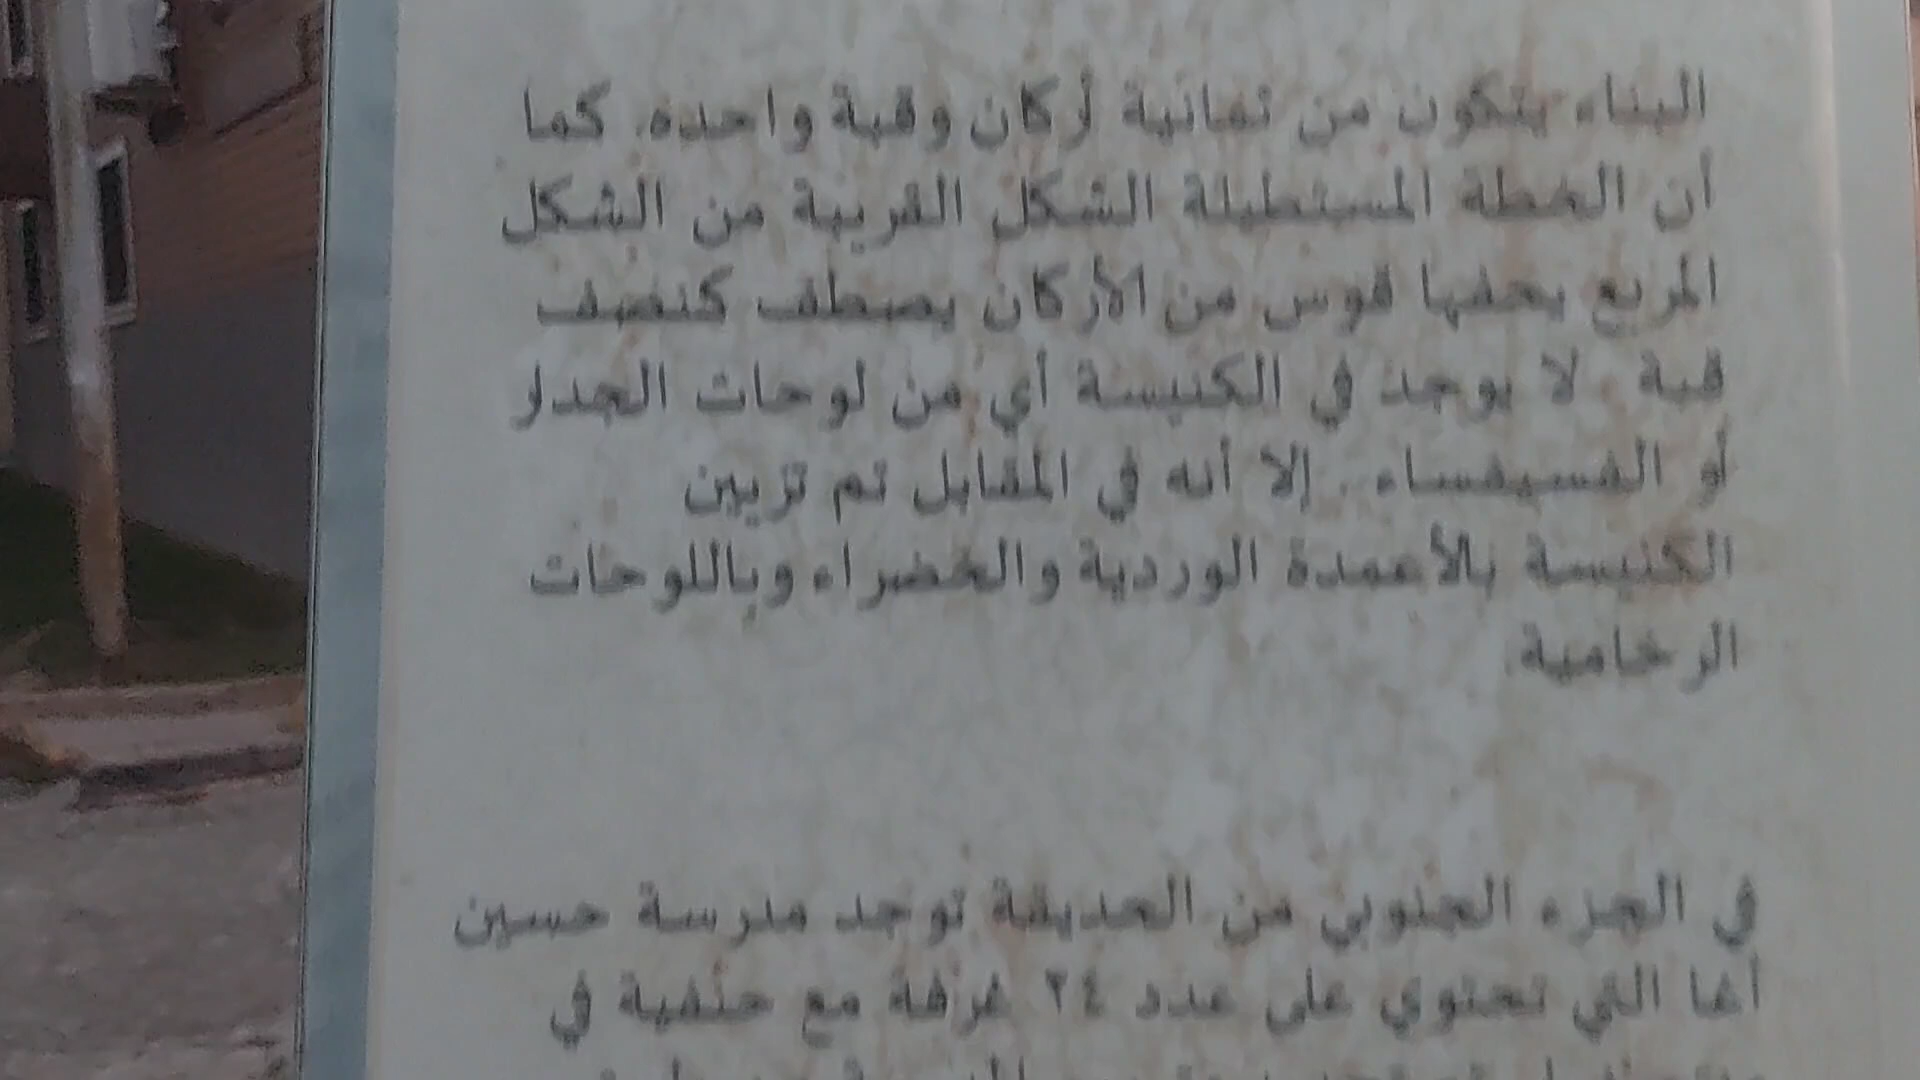 البناء يتكون من ثمانية أركان وقبة واحدة. كما
أن الخطة المستطيلة الشكل القريبة من الشكل
المربع يحفها قوس من الأركان يصطف كنصف
قبة . لا يوجد في الكنيسة أي من لوحات الجدار
أو الفسيفساء.. إلا أنه في المقابل تم تزيين
الكنيسة بالأعمدة الوردية والخضراء وباللوحات
الرخامية.
في الجزء الجنوبي من الحديقة توجد مدرسة حسين
أغا التي تحتوي على عدد ٢٤ غرفة مع حنفية في